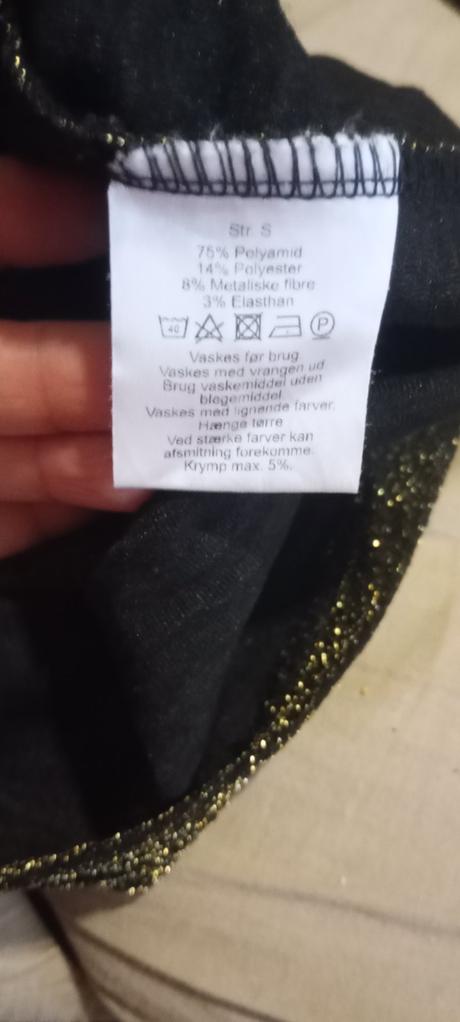 Str. S
75% Polyamid
14% Polyester
8% Metaliske fibre
3% Elasthan
40 P
Vaskes før brug
Vaskes med vrangen ud
Brug vaskemiddel uden
blegemiddel
Vaskes med lignende farver.
Hænge tørre
Ved stærke farver kan
afsmitning forekomme.
Krymp max. 5%.